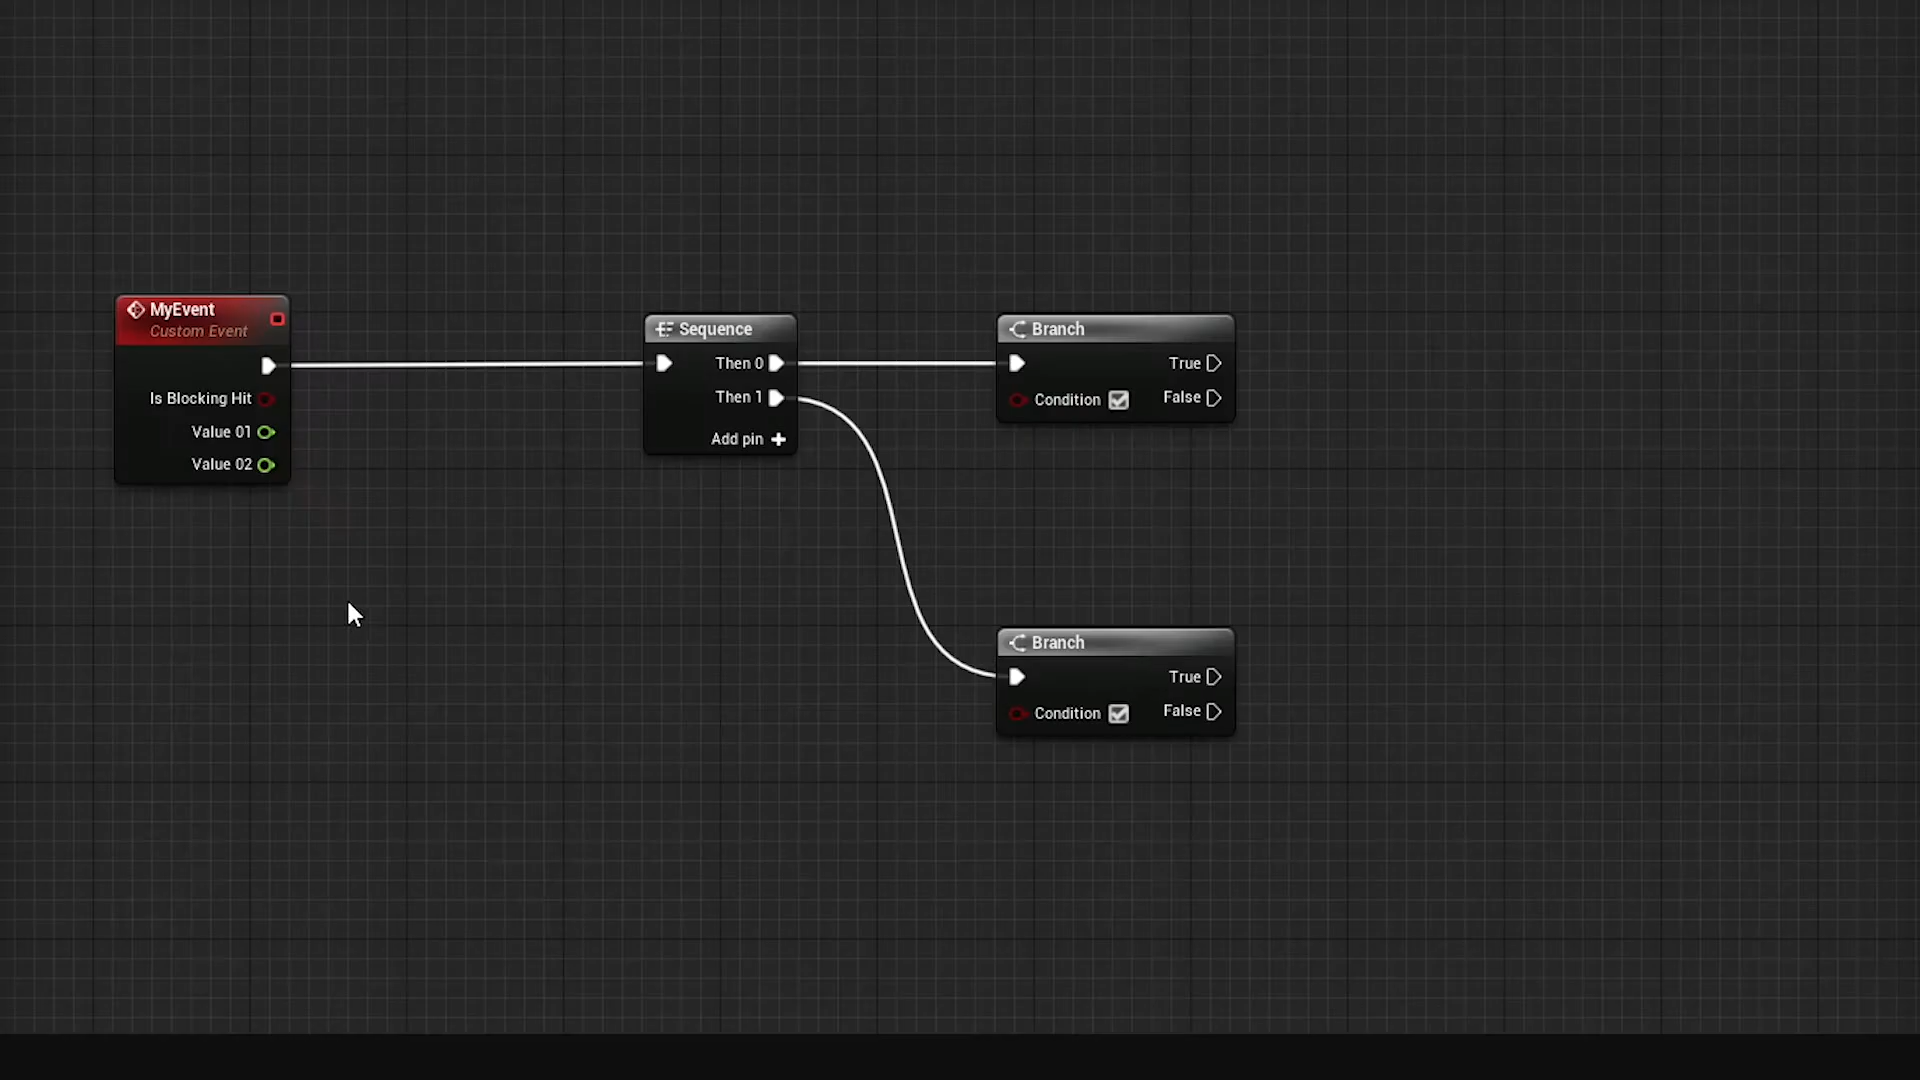 MyEvent
Custom Event
Is Blocking Hit
Value 01
Value 02
Sequence
Then 0
Then 1
Add pin
Branch
True
Condition
False
Branch
True
Condition
False